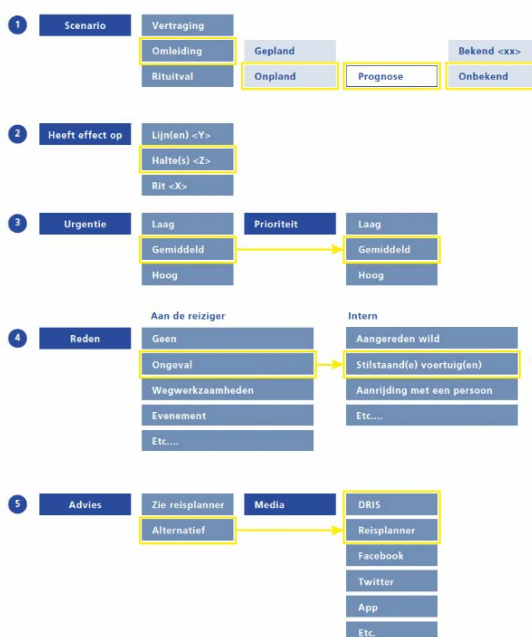 1 Scenario Vertraging
Omleiding Gepland Bekend <xx>
Rituitval Onpland Prognose Onbekend
2 Heeft effect op Lijn(en) <Y>
Halte(s) <Z>
Rit <X>
3 Urgentie Laag Prioriteit Laag
Gemiddeld Gemiddeld
Hoog Hoog
Aan de reiziger Intern
4 Reden Geen Aangereden wild
Ongeval Stilstaand(e) voertuig(en)
Wegwerkzaamheden Aanrijding met een persoon
Evenement Etc....
Etc....
5 Advies Zie reisplanner Media DRIS
Alternatief Reisplanner
Facebook
Twitter
App
Etc.